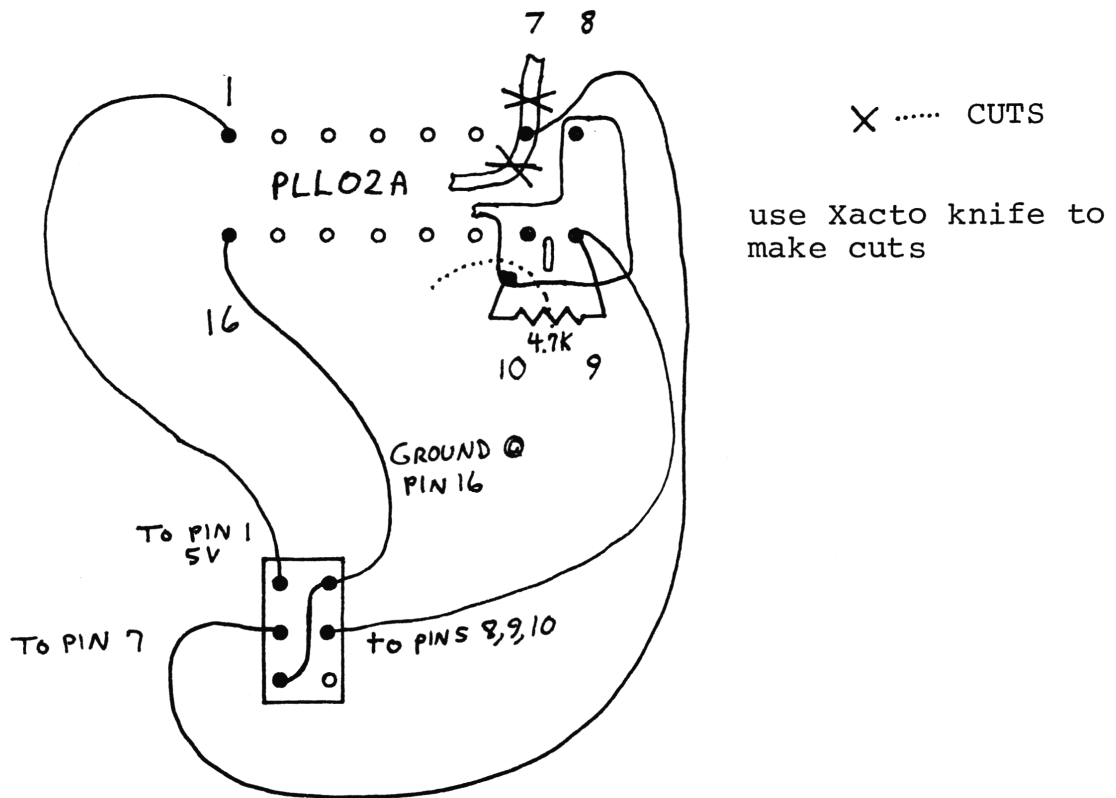 7 8
1
X ...... CUTS
PLL02A
use Xacto knife to
make cuts
16
4.7K
10 9
GROUND @
PIN 16
TO PIN 1
5V
TO PIN 7
to PINS 8,9,10